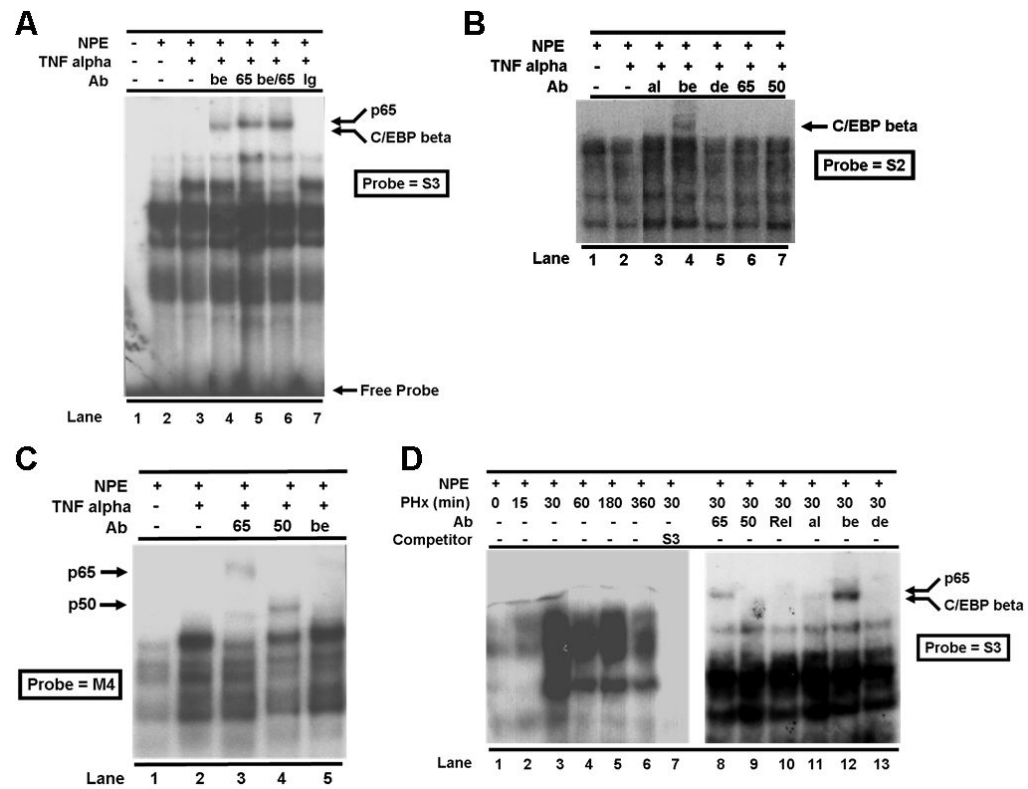 A
NPE - + + + + + +
TNF alpha - - + + + + +
Ab - - - be 65 be/65 Ig
p65
C/EBP beta
Probe = S3
Free Probe
Lane 1 2 3 4 5 6 7
B
NPE + + + + + + +
TNF alpha - + + + + + +
Ab - - al be de 65 50
C/EBP beta
Probe = S2
Lane 1 2 3 4 5 6 7
C
NPE + + + + +
TNF alpha - + + + +
Ab - - 65 50 be
p65
p50
Probe = M4
Lane 1 2 3 4 5
D
NPE + + + + + + + + + + + + +
PHx (min) 0 15 30 60 180 360 30 30 30 30 30 30 30
Ab - - - - - - - 65 50 Rel al be de
Competitor - - - - - - S3 - - - - - -
p65
C/EBP beta
Probe = S3
Lane 1 2 3 4 5 6 7 8 9 10 11 12 13